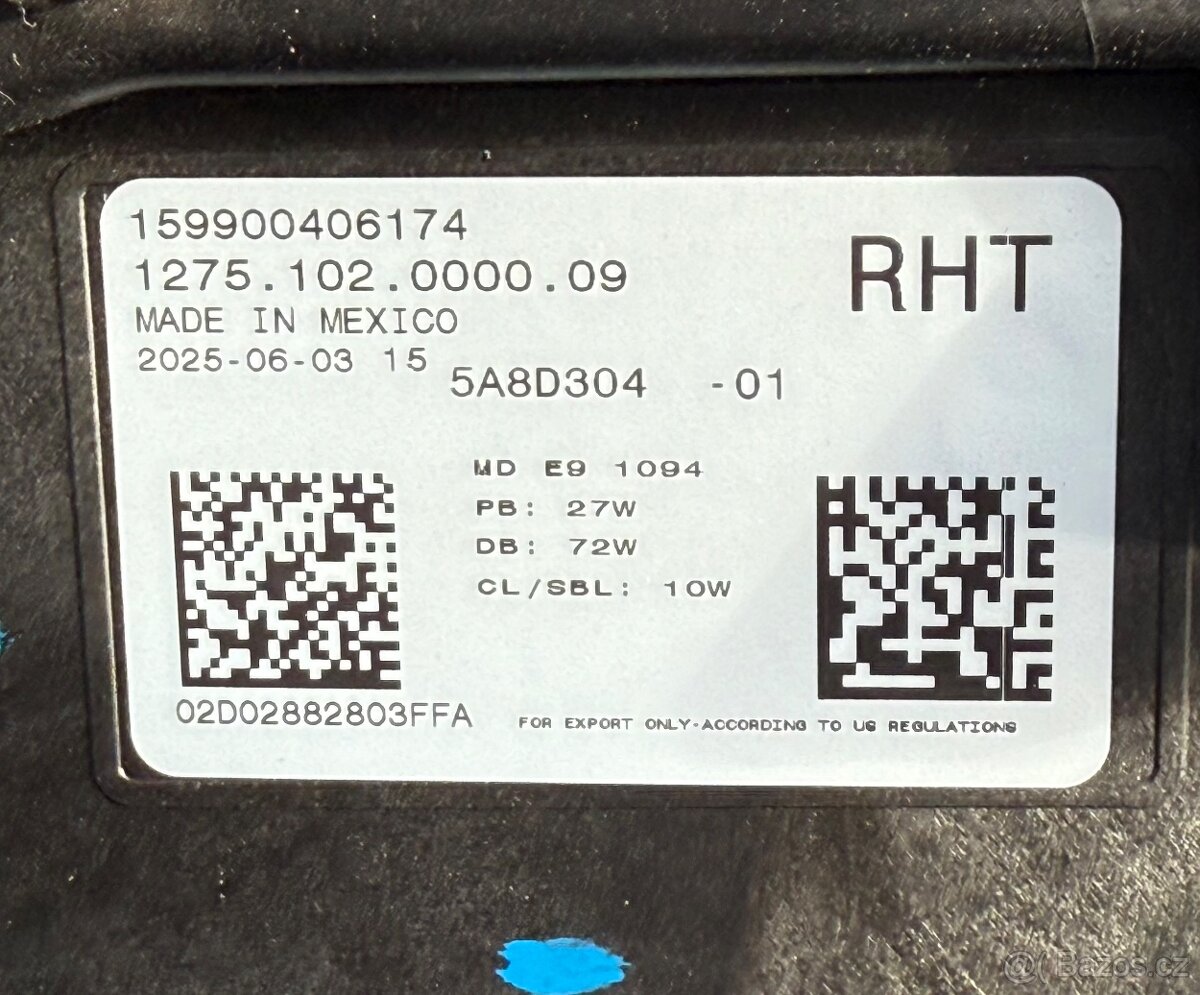 159900406174
1275.102.0000.09
RHT
MADE IN MEXICO
2025-06-03 15
5A8D304 -01
MD E9 1094
PB: 27W
DB: 72W
CL/SBL: 10W
02D02882803FFA
FOR EXPORT ONLY-ACCORDING TO US REGULATIONS
@( Bazos.cz